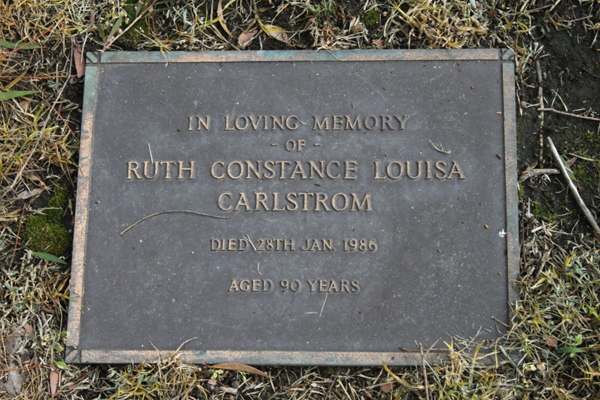 IN LOVING MEMORY
- OF -
RUTH CONSTANCE LOUISA
CARLSTROM
DIED 28TH JAN. 1986
AGED 90 YEARS